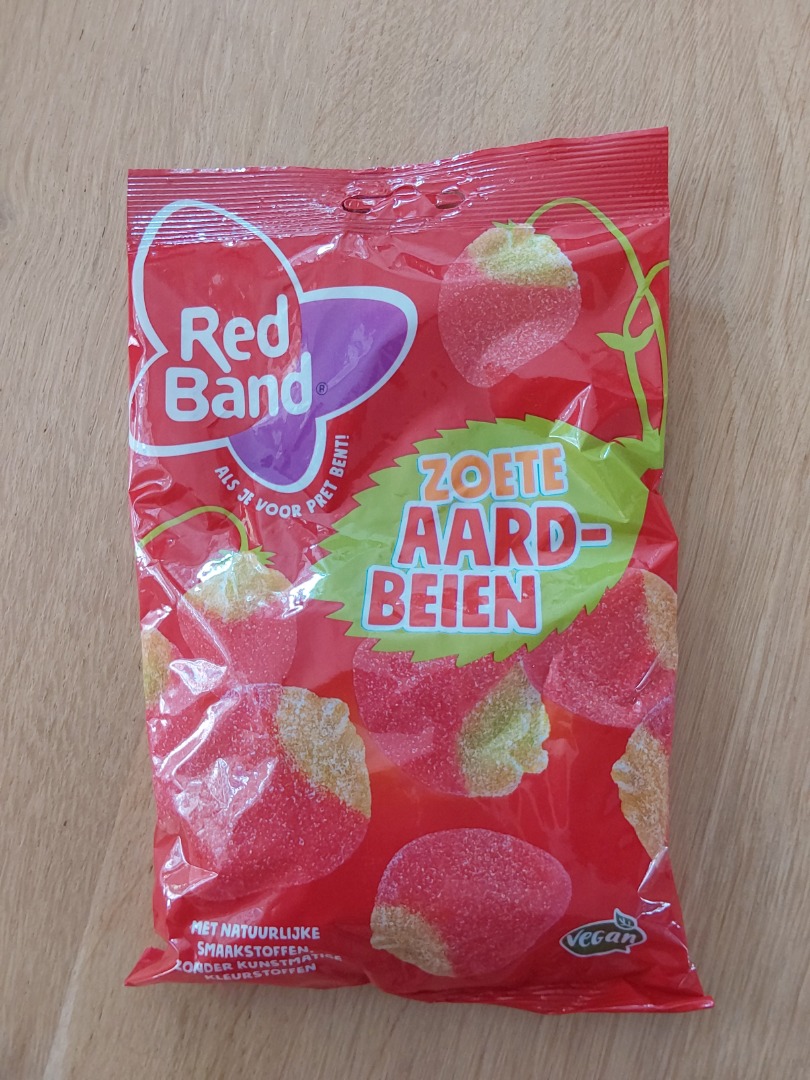 Red
Band®
ALS JE VOOR PRET BENT!
ZOETE
AARD-
BEIEN
MET NATUURLIJKE
SMAAKSTOFFEN,
ZONDER KUNSTMATIGE
KLEURSTOFFEN
VEGAN